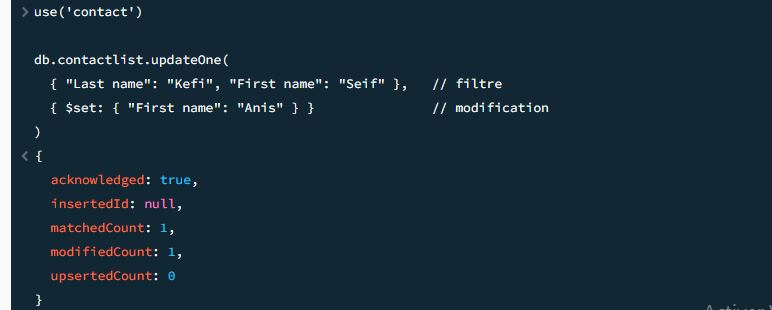 > use('contact')
db.contactlist.updateOne(
{ "Last name": "Kefi", "First name": "Seif" },   // filtre
{ $set: { "First name": "Anis" } }               // modification
)
< {
acknowledged: true,
insertedId: null,
matchedCount: 1,
modifiedCount: 1,
upsertedCount: 0
}